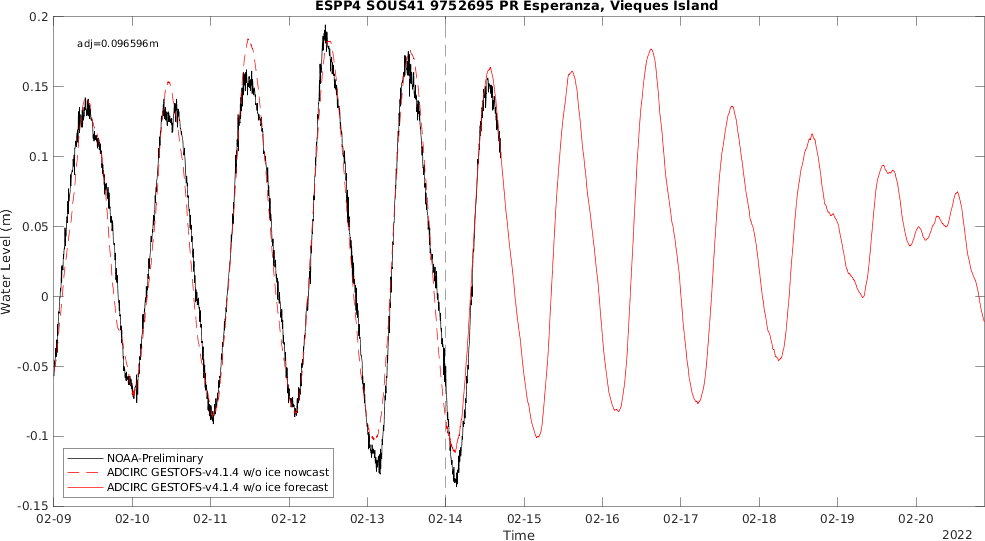 ESPP4 SOUS41 9752695 PR Esperanza, Vieques Island
adj=0.096596m
0.2
0.15
0.1
0.05
0
-0.05
-0.1
-0.15
Water Level (m)
NOAA-Preliminary
ADCIRC GESTOFS-v4.1.4 w/o ice nowcast
ADCIRC GESTOFS-v4.1.4 w/o ice forecast
02-09 02-10 02-11 02-12 02-13 02-14 02-15 02-16 02-17 02-18 02-19 02-20
Time
2022